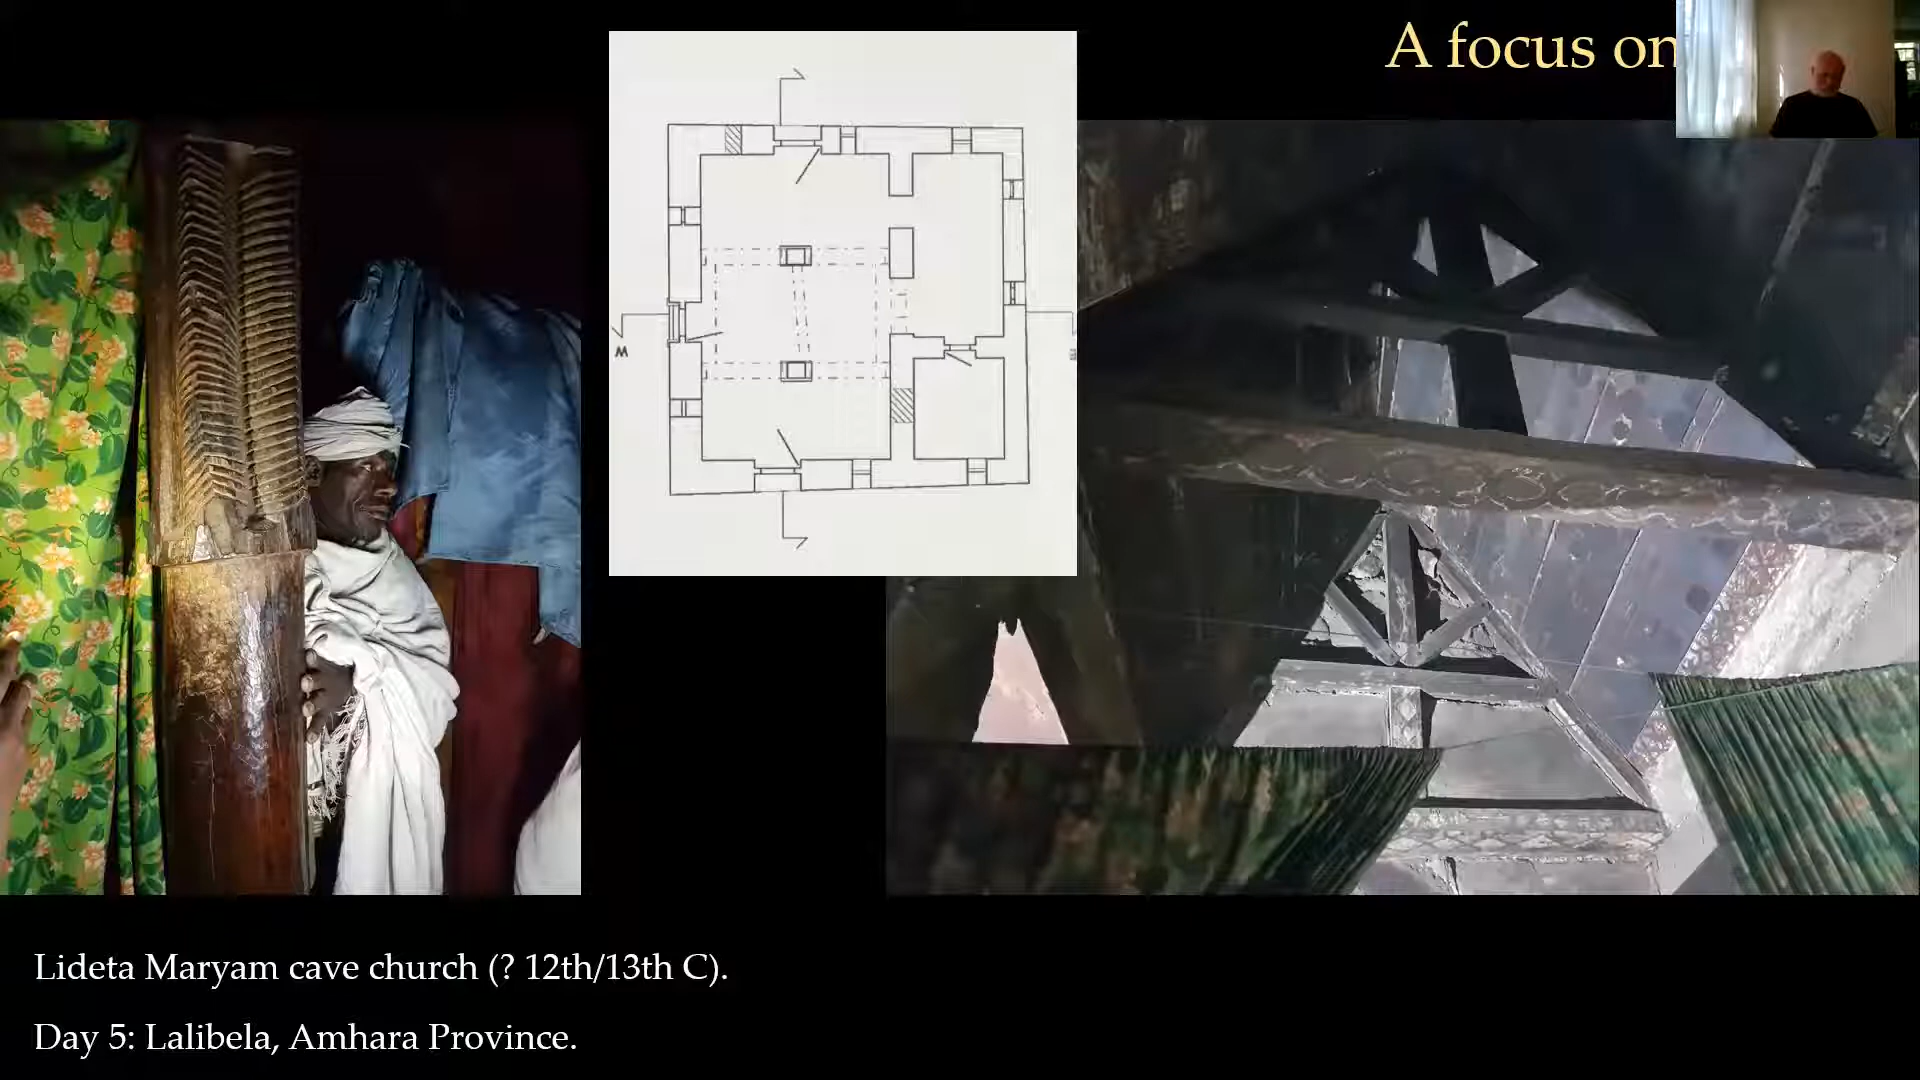 A focus on
W
Lideta Maryam cave church (? 12th/13th C).
Day 5: Lalibela, Amhara Province.